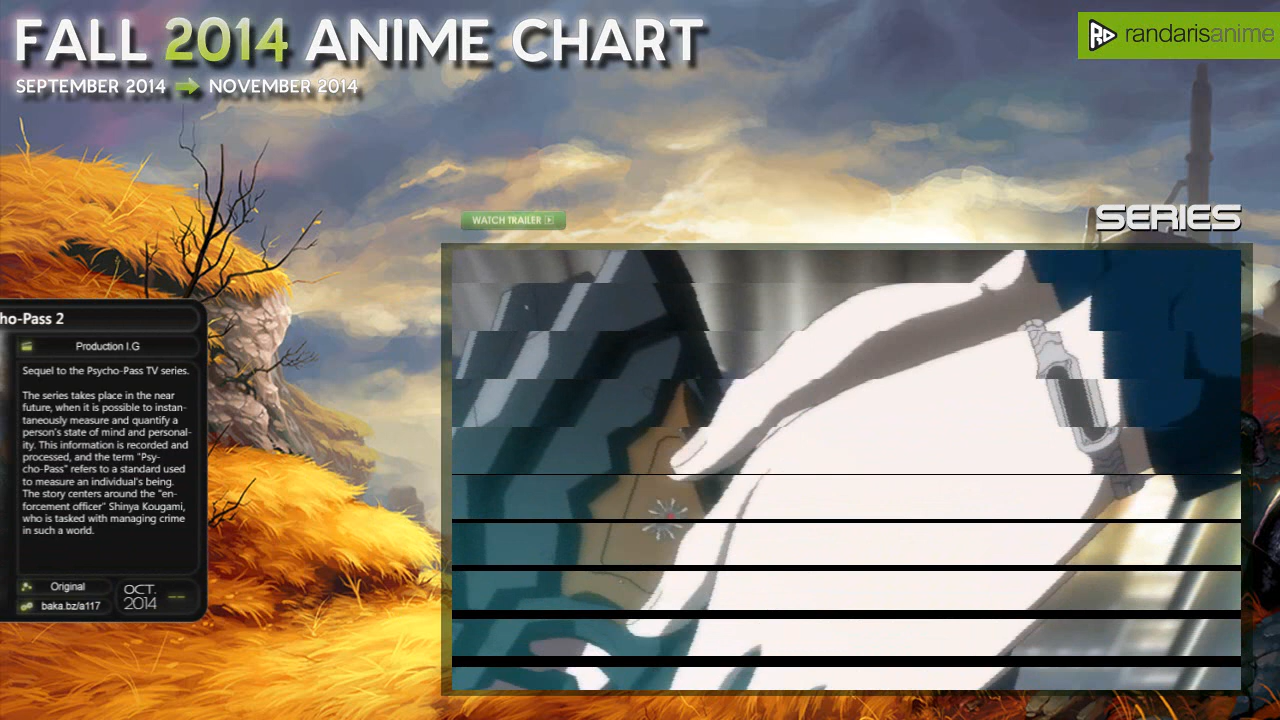 FALL 2014 ANIME CHART
SEPTEMBER 2014 NOVEMBER 2014
randarisanime
WATCH TRAILER
SERIES
ho-Pass 2
Production I.G
Sequel to the Psycho-Pass TV series.
The series takes place in the near
future, when it is possible to instan-
taneously measure and quantify a
person's state of mind and personal-
ity. This information is recorded and
processed, and the term "Psy-
cho-Pass" refers to a standard used
to measure an individual's being.
The story centers around the "en-
forcement officer" Shinya Kougami,
who is tasked with managing crime
in such a world.
Original
baka.bz/a117
OCT.
2014
--